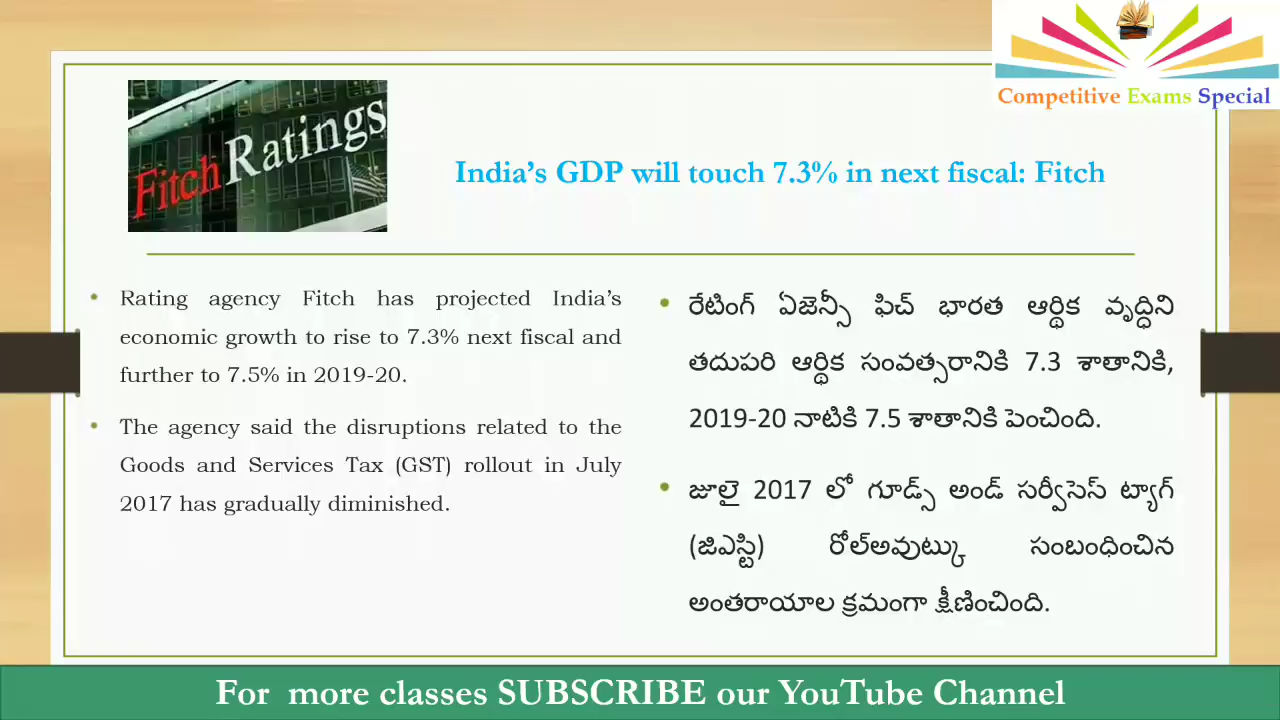 Competitive Exams Special
Fitch Ratings
India’s GDP will touch 7.3% in next fiscal: Fitch
• Rating agency Fitch has projected India’s
economic growth to rise to 7.3% next fiscal and
further to 7.5% in 2019-20.
• The agency said the disruptions related to the
Goods and Services Tax (GST) rollout in July
2017 has gradually diminished.
• రేటింగ్ ఏజెన్సీ ఫిచ్ భారత ఆర్థిక వృద్ధిని
తదుపరి ఆర్థిక సంవత్సరానికి 7.3 శాతానికి,
2019-20 నాటికి 7.5 శాతానికి పెంచింది.
• జూలై 2017 లో గూడ్స్ అండ్ సర్వీసెస్ ట్యాగ్
(జిఎస్టి) రోల్అవుట్కు సంబంధించిన
అంతరాయాల క్రమంగా క్షీణించింది.
For more classes SUBSCRIBE our YouTube Channel